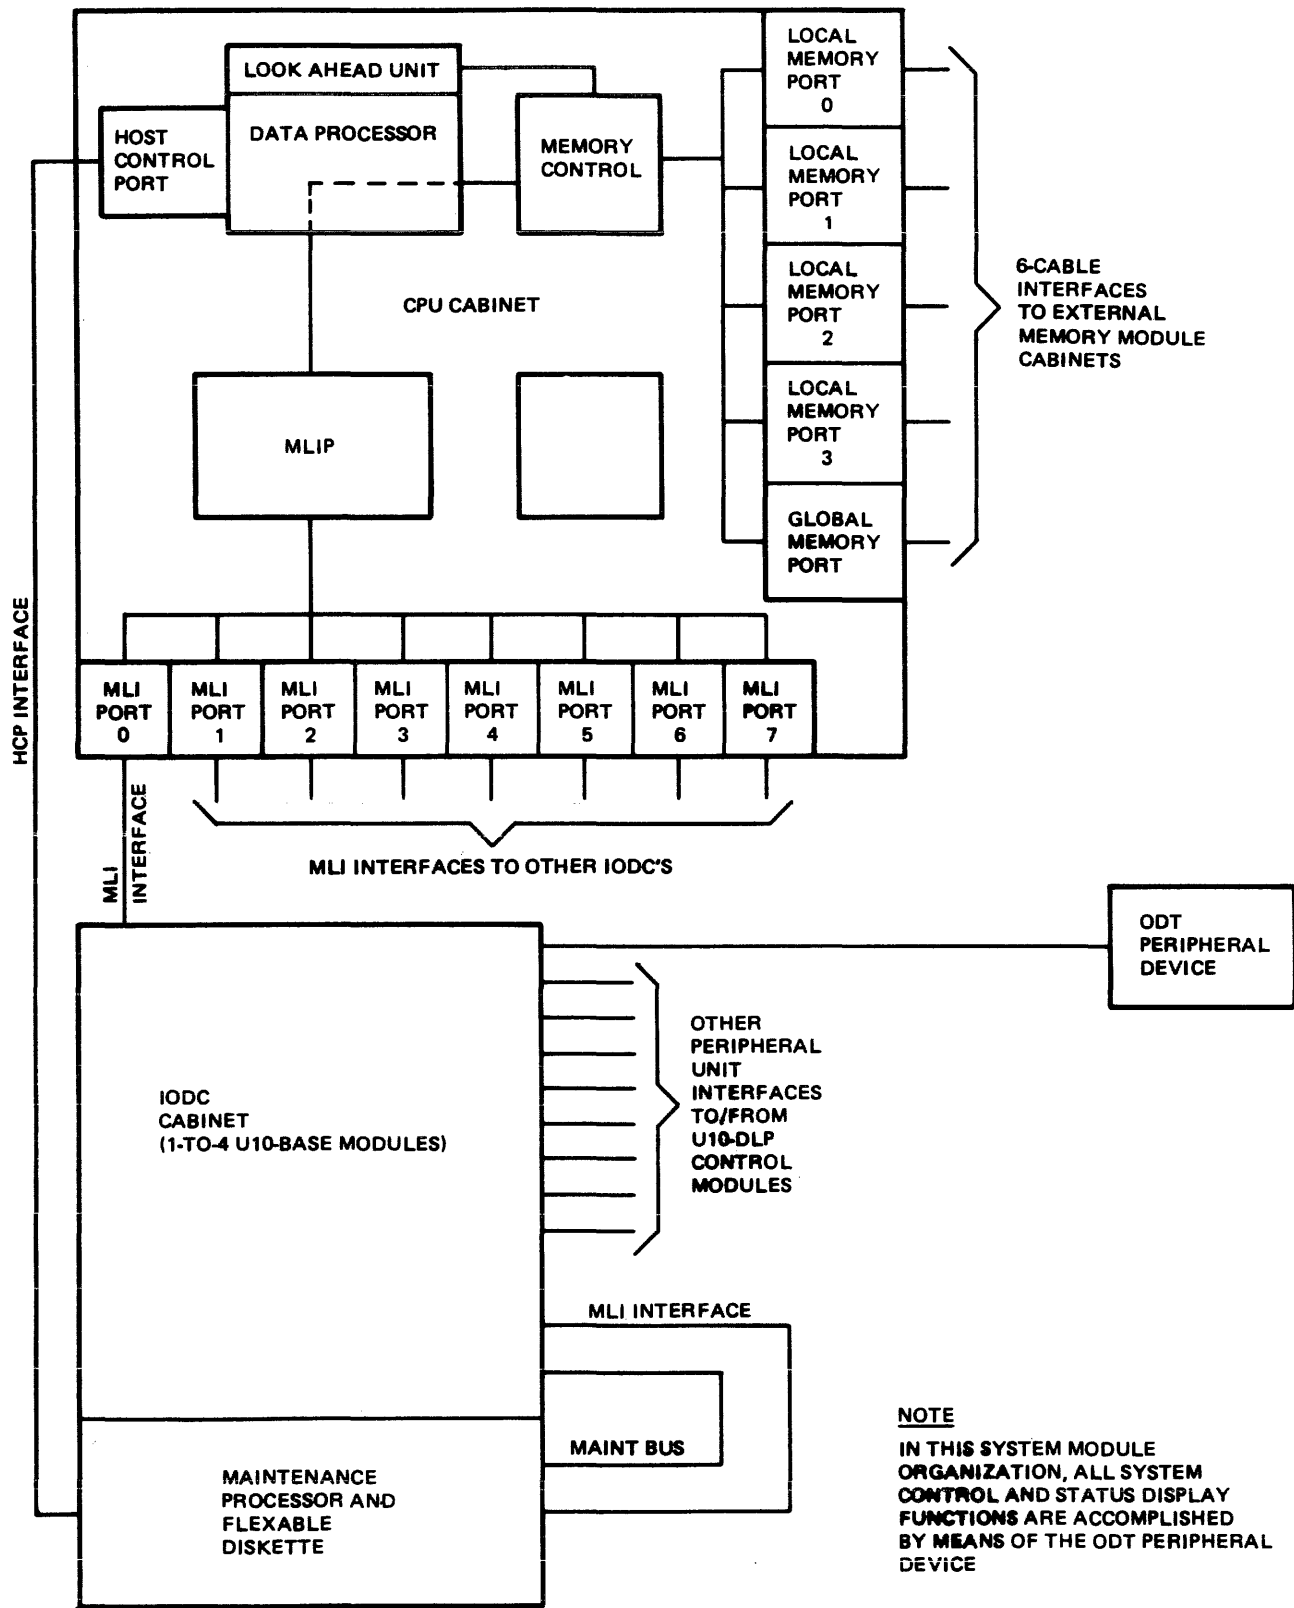 LOOK AHEAD UNIT
HOST
CONTROL
PORT
DATA PROCESSOR
MEMORY
CONTROL
LOCAL
MEMORY
PORT
0
LOCAL
MEMORY
PORT
1
LOCAL
MEMORY
PORT
2
LOCAL
MEMORY
PORT
3
GLOBAL
MEMORY
PORT
6-CABLE
INTERFACES
TO EXTERNAL
MEMORY MODULE
CABINETS
CPU CABINET
MLIP
HCP INTERFACE
MLI
PORT
0
MLI
PORT
1
MLI
PORT
2
MLI
PORT
3
MLI
PORT
4
MLI
PORT
5
MLI
PORT
6
MLI
PORT
7
MLI
INTERFACE
MLI INTERFACES TO OTHER IODC'S
ODT
PERIPHERAL
DEVICE
OTHER
PERIPHERAL
UNIT
INTERFACES
TO/FROM
U10-DLP
CONTROL
MODULES
IODC
CABINET
(1-TO-4 U10-BASE MODULES)
MLI INTERFACE
MAINT BUS
MAINTENANCE
PROCESSOR AND
FLEXABLE
DISKETTE
NOTE
IN THIS SYSTEM MODULE
ORGANIZATION, ALL SYSTEM
CONTROL AND STATUS DISPLAY
FUNCTIONS ARE ACCOMPLISHED
BY MEANS OF THE ODT PERIPHERAL
DEVICE